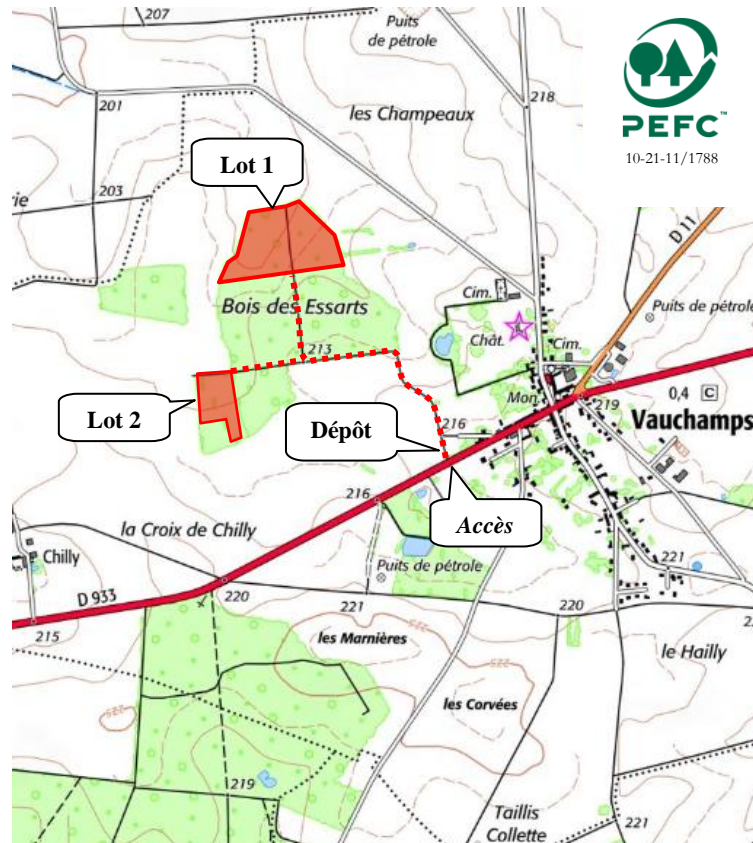 207
Puits
de pétrole
201
les Champeaux
218
PEFC™
10-21-11/1788
Lot 1
203
rie
D 11
Cim.
Bois des Essarts
Puits de pétrole
Chât.
Cim.
213
Mon.
0,4 C
219
Lot 2
Dépôt
216
Vauchamps
216
Accès
la Croix de Chilly
Chilly
Puits de pétrole
221
D 933
220
221
220
215
les Marnières
225
le Hailly
les Corvées
225
219
Taillis
Collette
221